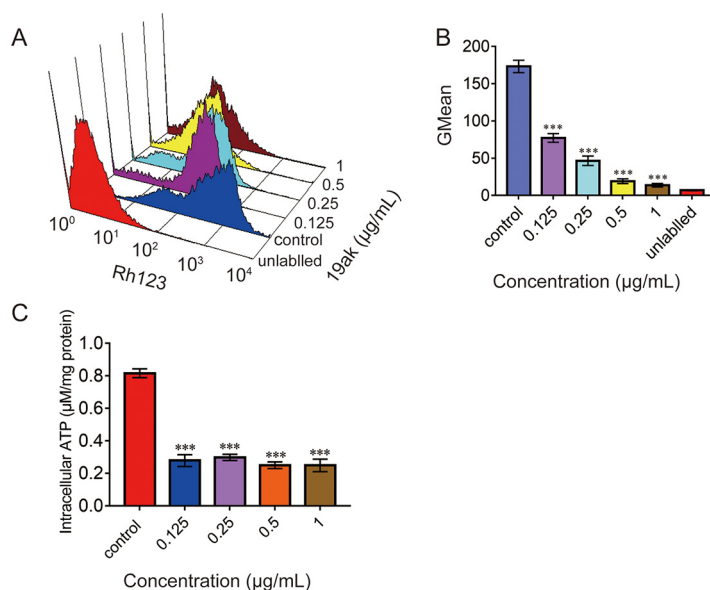 A
10⁰
10¹
10²
10³
10⁴
Rh123
1
0.5
0.25
0.125
control
unlablled
19ak (μg/mL)
B
GMean
200
150
100
50
0
***
***
***
***
control
0.125
0.25
0.5
1
unlablled
Concentration (μg/mL)
C
Intracellular ATP (μM/mg protein)
1.0
0.8
0.6
0.4
0.2
0.0
***
***
***
***
control
0.125
0.25
0.5
1
Concentration (μg/mL)